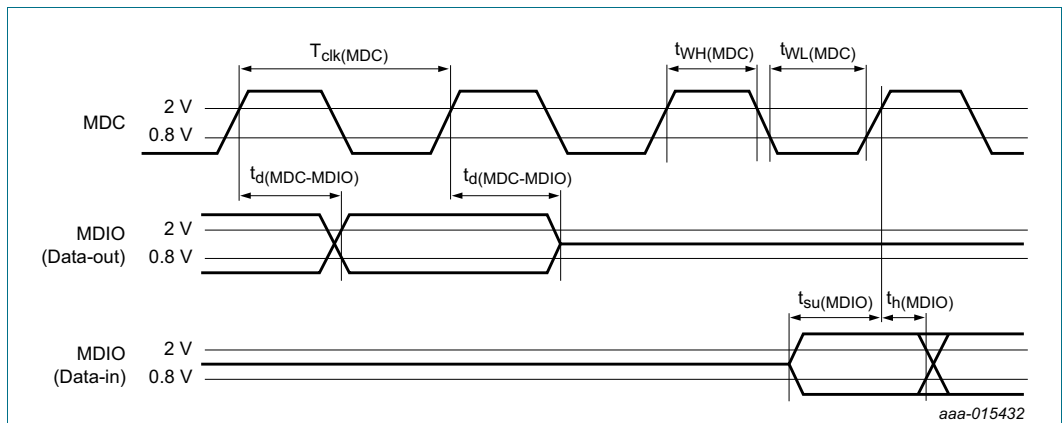 T_clk(MDC)
t_WH(MDC)
t_WL(MDC)
MDC
2 V
0.8 V
t_d(MDC-MDIO)
t_d(MDC-MDIO)
MDIO
(Data-out)
2 V
0.8 V
t_su(MDIO)
t_h(MDIO)
MDIO
(Data-in)
2 V
0.8 V
aaa-015432